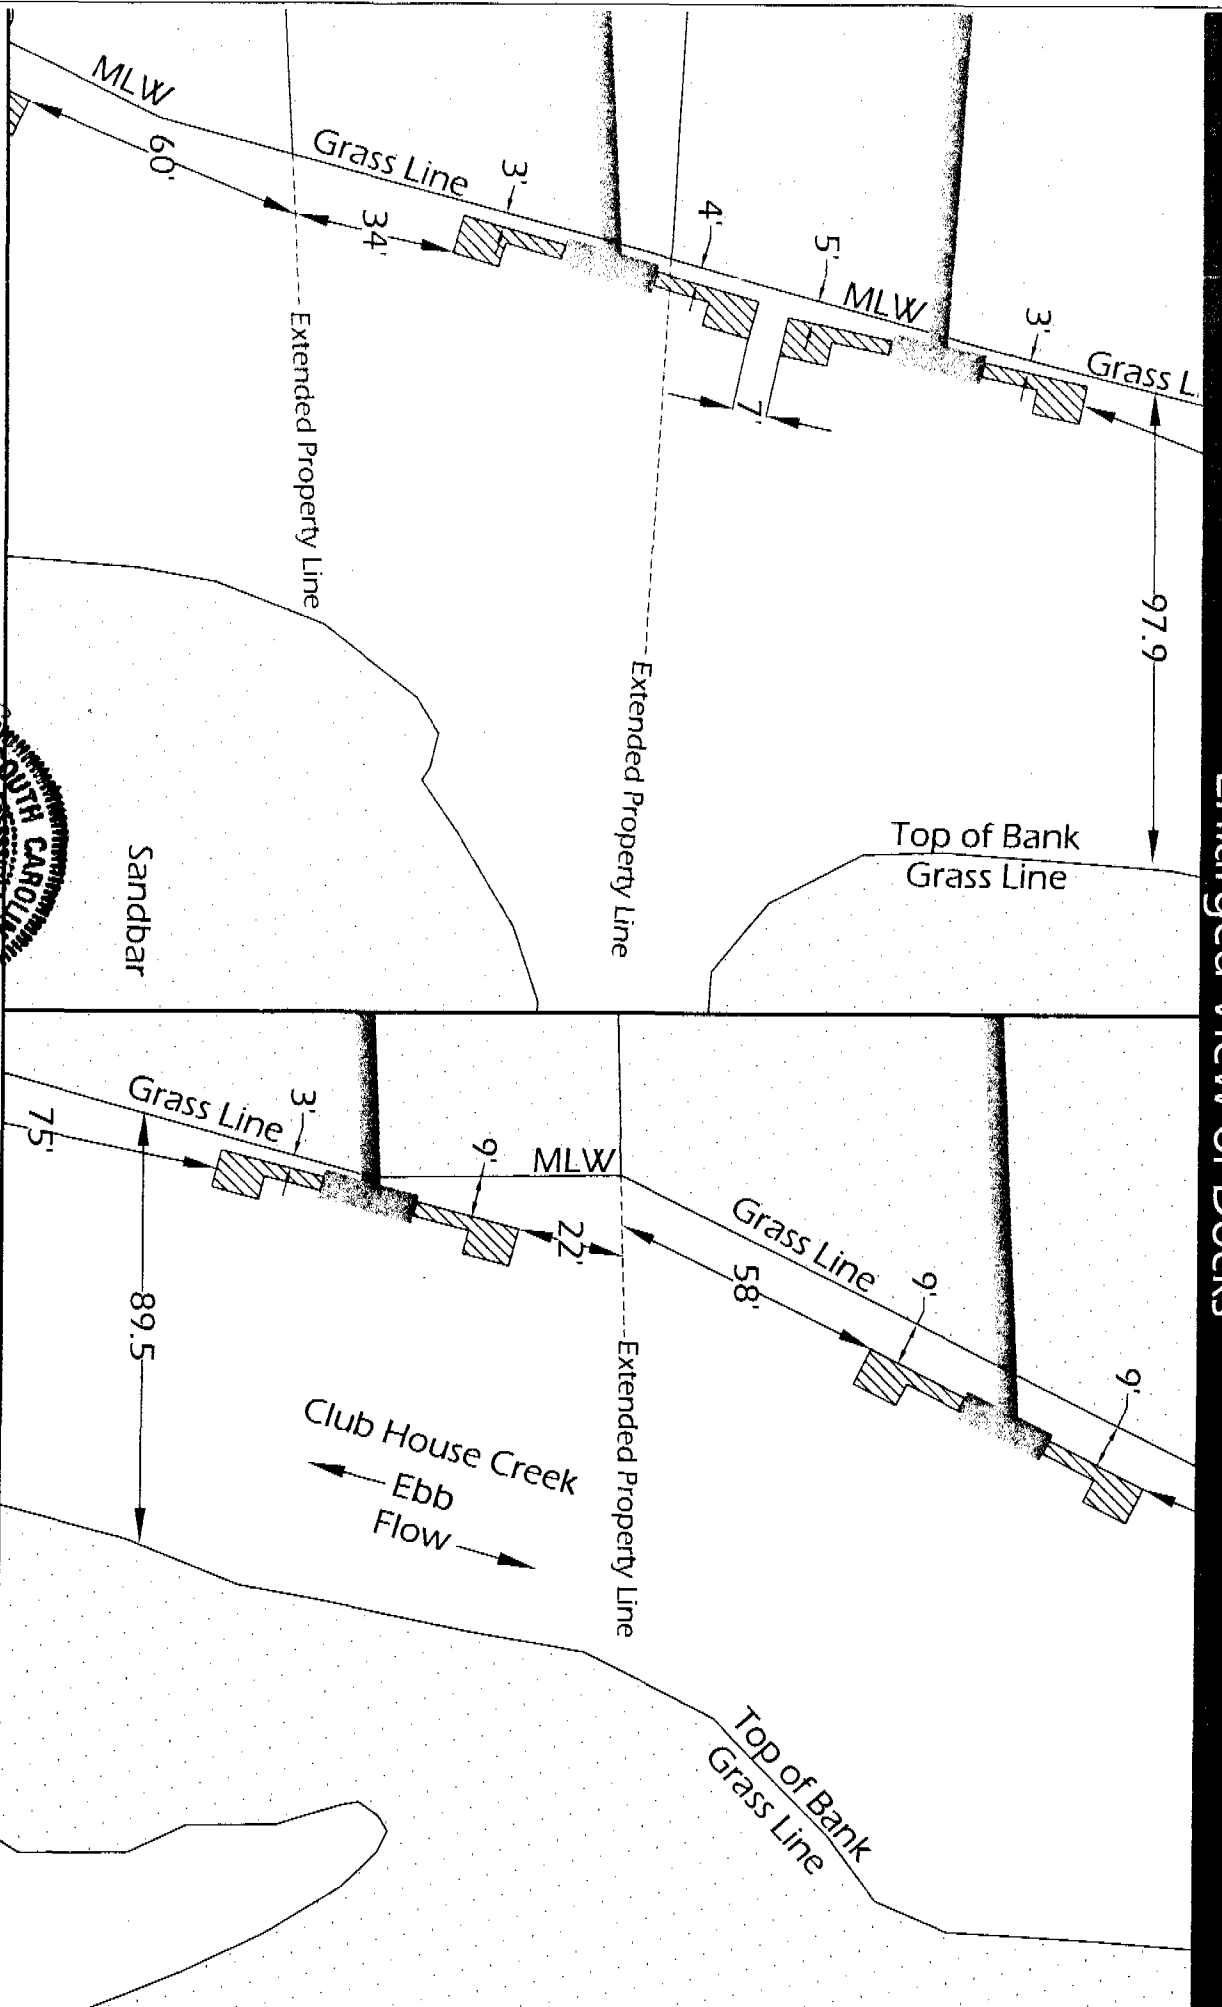 Enlarged View of Docks
MLW
60'
Grass Line
3'
34'
4'
5'
MLW
3'
Grass L
7'
97.9
Extended Property Line
Extended Property Line
Top of Bank
Grass Line
Sandbar
SOUTH CAROLIN
Grass Line
3'
75'
9'
MLW
22'
Grass Line
58'
9'
9'
89.5
Extended Property Line
Club House Creek
Ebb
Flow
Top of Bank
Grass Line